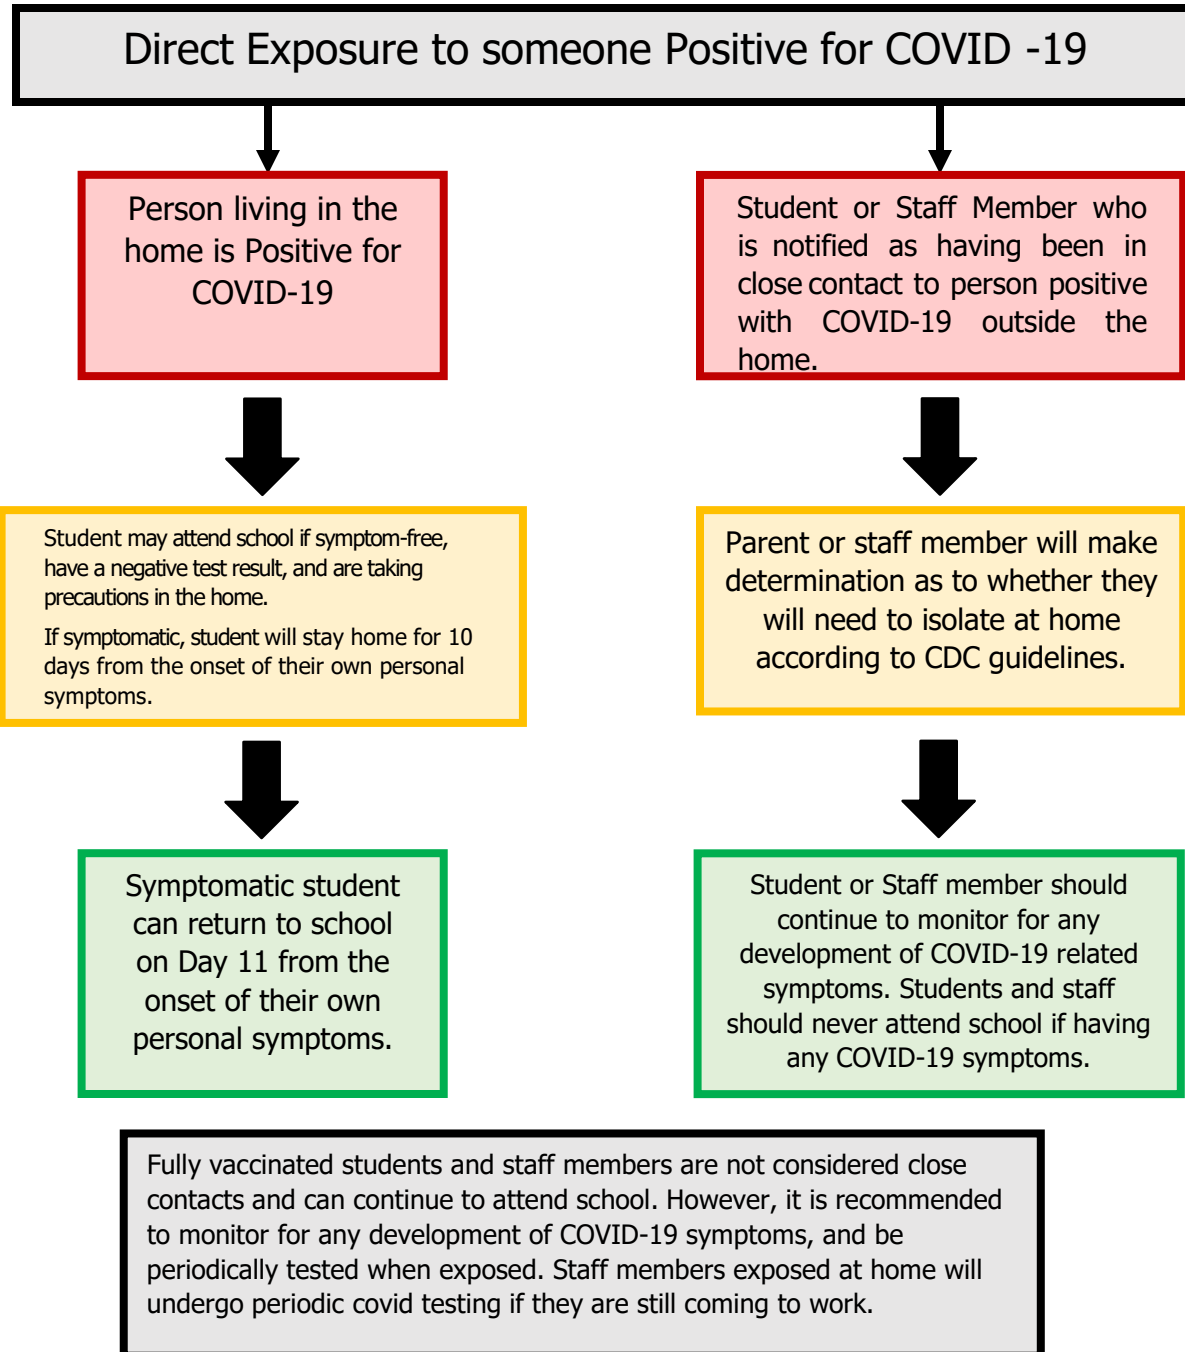 Direct Exposure to someone Positive for COVID -19
Person living in the
home is Positive for
COVID-19
Student or Staff Member who
is notified as having been in
close contact to person positive
with COVID-19 outside the
home.
Student may attend school if symptom-free,
have a negative test result, and are taking
precautions in the home.
If symptomatic, student will stay home for 10
days from the onset of their own personal
symptoms.
Parent or staff member will make
determination as to whether they
will need to isolate at home
according to CDC guidelines.
Symptomatic student
can return to school
on Day 11 from the
onset of their own
personal symptoms.
Student or Staff member should
continue to monitor for any
development of COVID-19 related
symptoms. Students and staff
should never attend school if having
any COVID-19 symptoms.
Fully vaccinated students and staff members are not considered close
contacts and can continue to attend school. However, it is recommended
to monitor for any development of COVID-19 symptoms, and be
periodically tested when exposed. Staff members exposed at home will
undergo periodic covid testing if they are still coming to work.